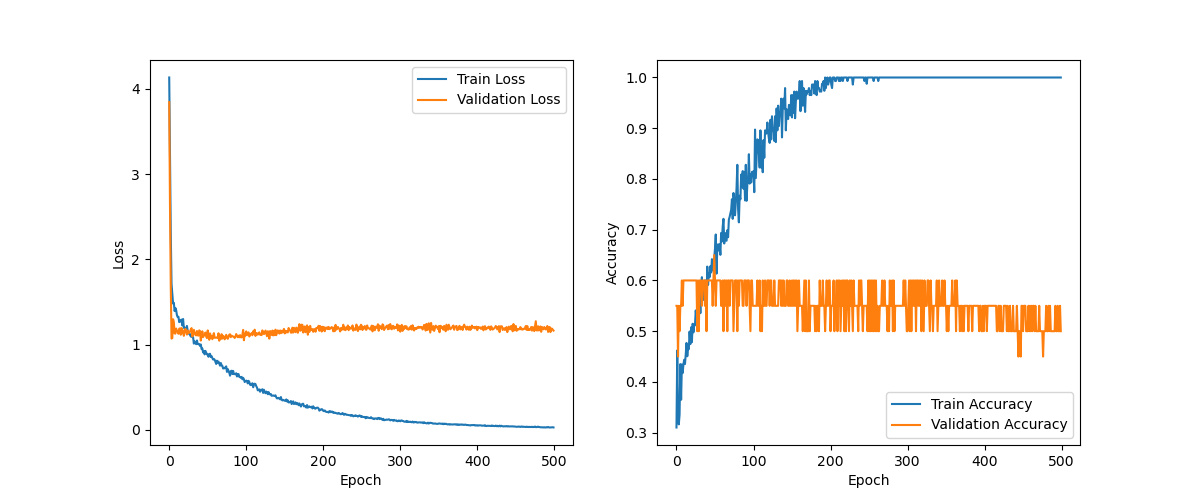 Train Loss
Validation Loss
4
3
2
1
0
Loss
0 100 200 300 400 500
Epoch
1.0
0.9
0.8
0.7
0.6
0.5
0.4
0.3
Accuracy
Train Accuracy
Validation Accuracy
0 100 200 300 400 500
Epoch